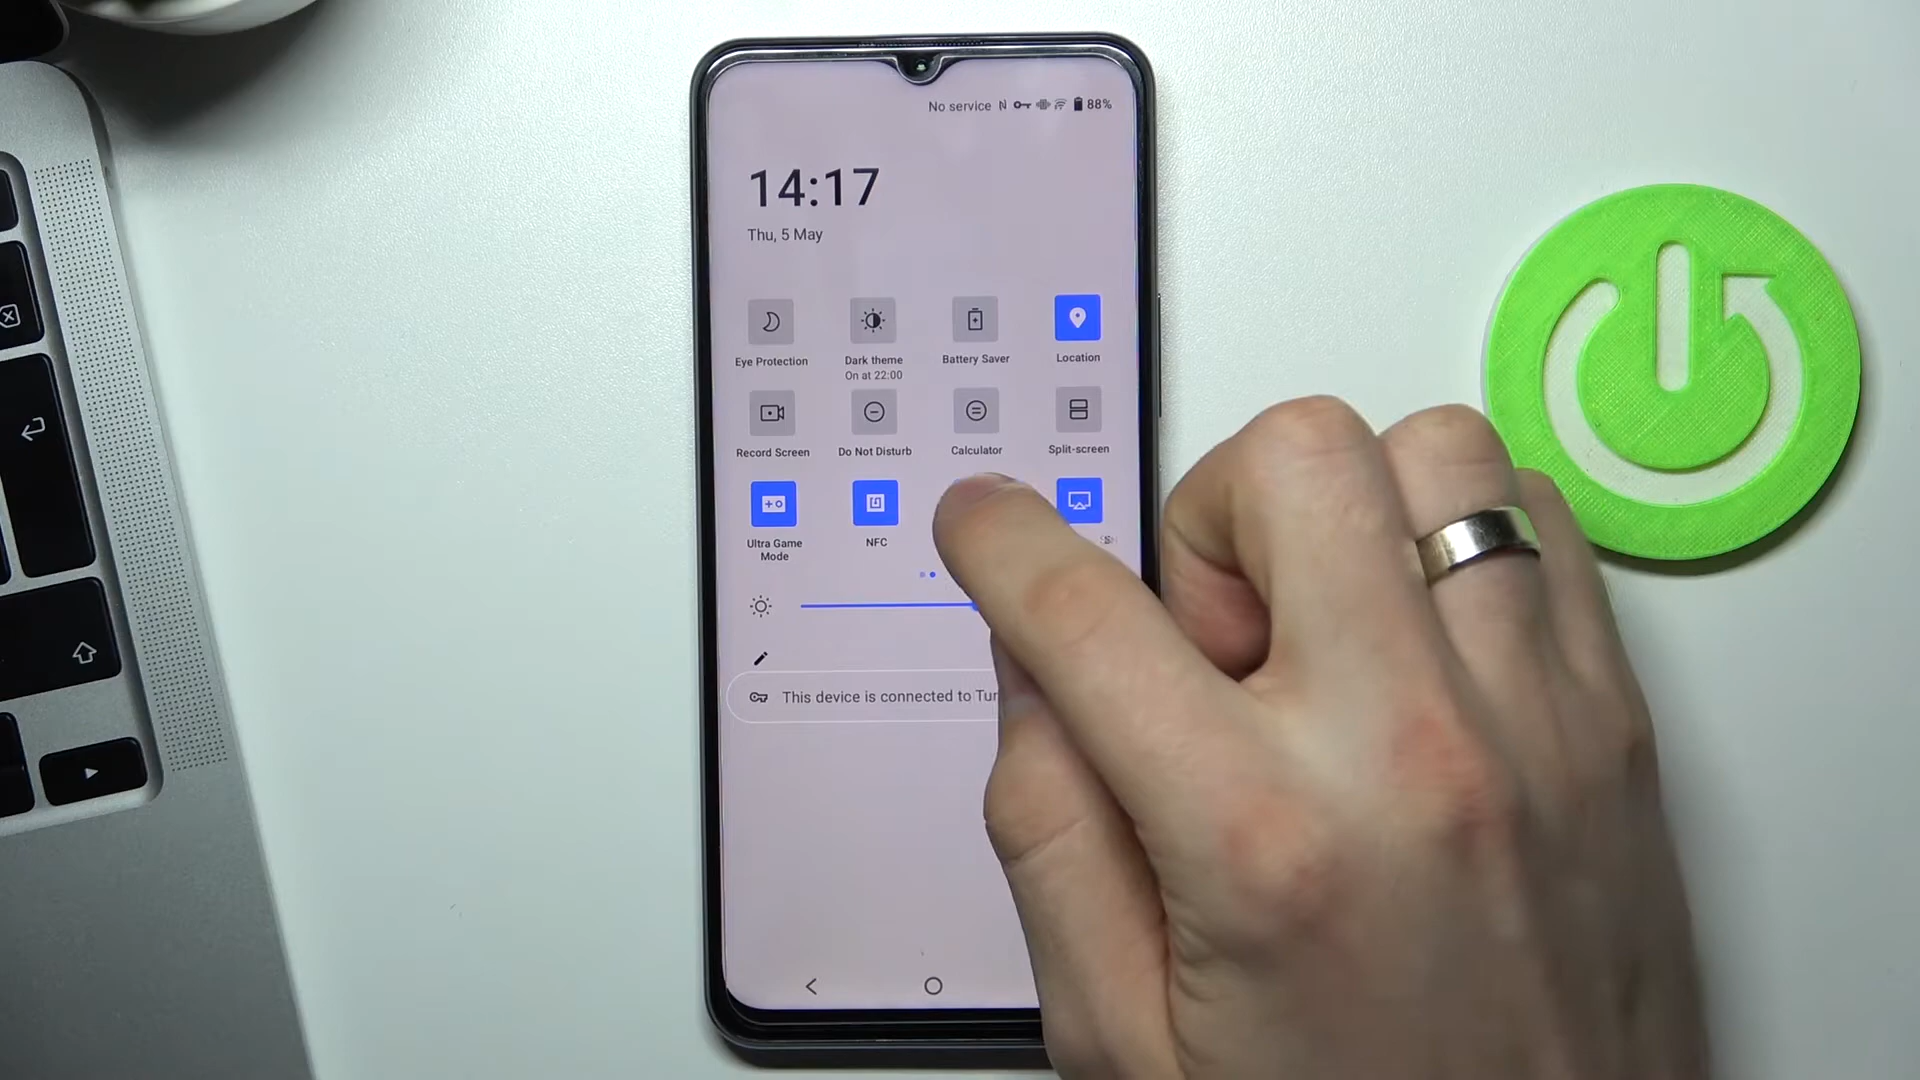 No service 88%
14:17
Thu, 5 May
Eye Protection
Dark theme
On at 22:00
Battery Saver
Location
Record Screen
Do Not Disturb
Calculator
Split-screen
Ultra Game
Mode
NFC
This device is connected to